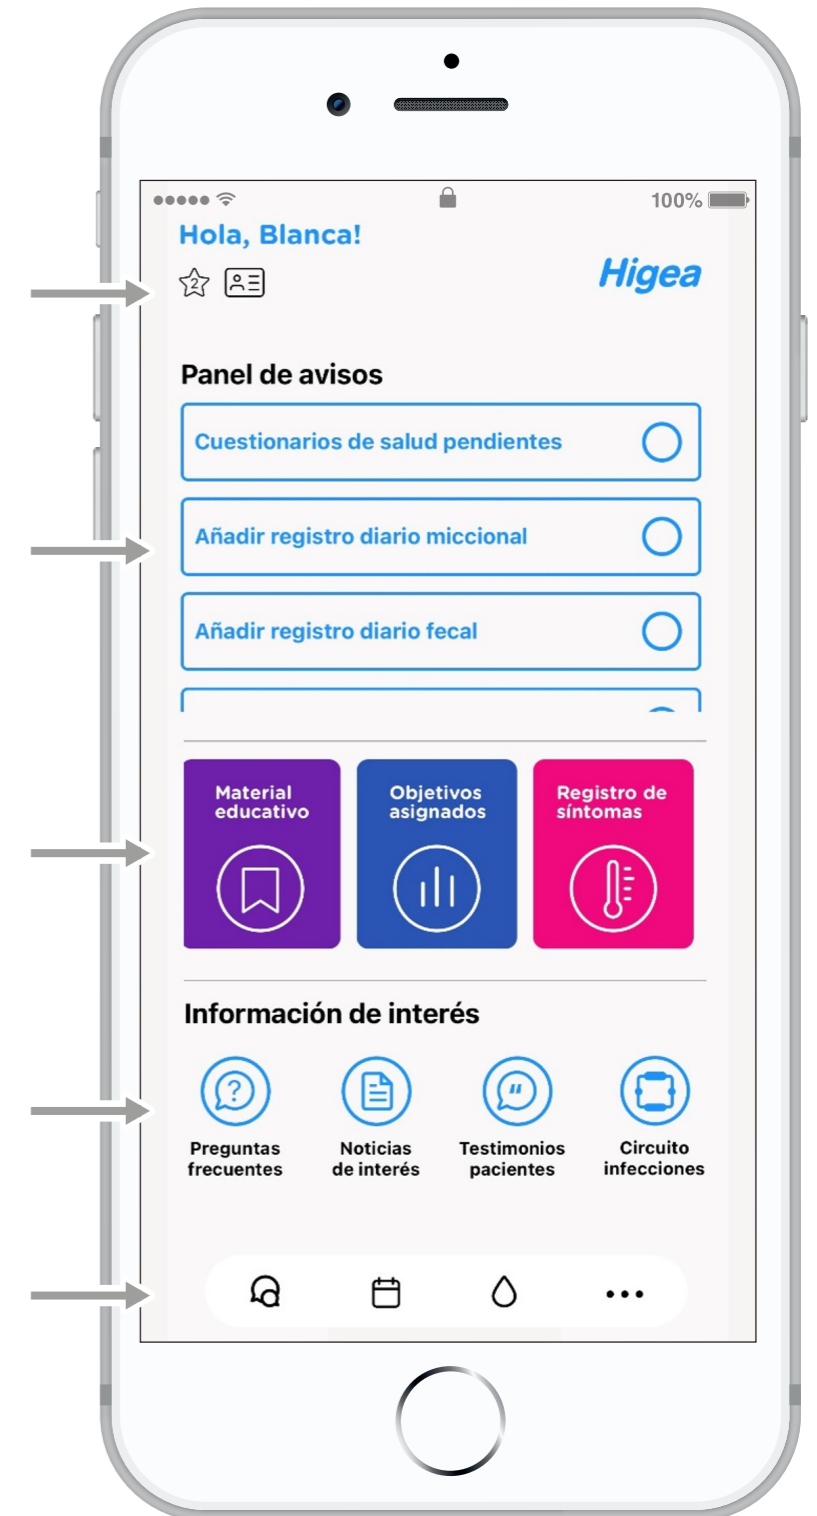 100%
Hola, Blanca!
2
Higea
Panel de avisos
Cuestionarios de salud pendientes
Añadir registro diario miccional
Añadir registro diario fecal
Material
educativo
Objetivos
asignados
Registro de
síntomas
Información de interés
Preguntas
frecuentes
Noticias
de interés
Testimonios
pacientes
Circuito
infecciones